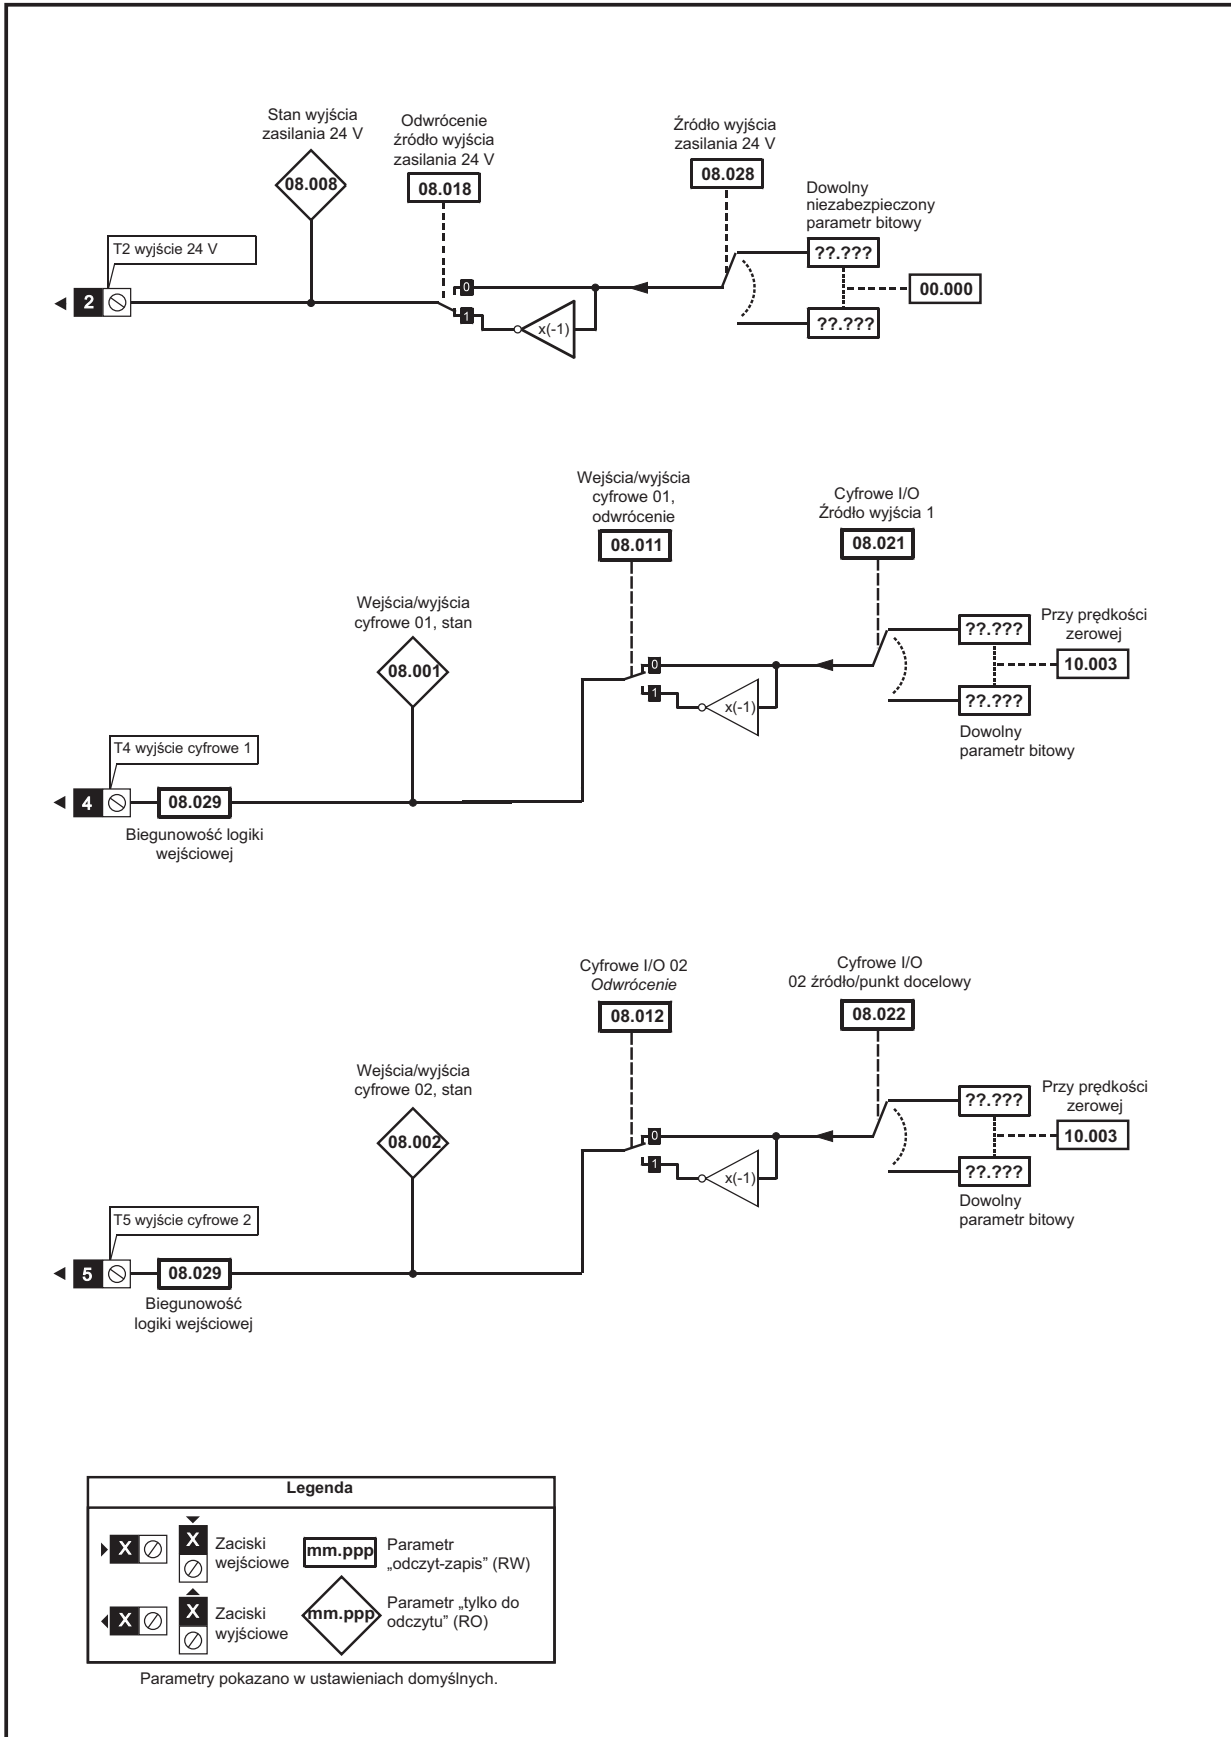 Stan wyjścia
zasilania 24 V
08.008
Odwrócenie
źródło wyjścia
zasilania 24 V
08.018
Źródło wyjścia
zasilania 24 V
08.028
Dowolny
niezabezpieczony
parametr bitowy
??.???
00.000
??.???
T2 wyjście 24 V
2
0
1
x(-1)
Wejścia/wyjścia
cyfrowe 01,
odwrócenie
08.011
Cyfrowe I/O
Źródło wyjścia 1
08.021
Wejścia/wyjścia
cyfrowe 01, stan
08.001
0
1
x(-1)
??.???
Przy prędkości
zerowej
10.003
??.???
Dowolny
parametr bitowy
T4 wyjście cyfrowe 1
4
08.029
Biegunowość logiki
wejściowej
Cyfrowe I/O 02
Odwrócenie
08.012
Cyfrowe I/O
02 źródło/punkt docelowy
08.022
Wejścia/wyjścia
cyfrowe 02, stan
08.002
0
1
x(-1)
??.???
Przy prędkości
zerowej
10.003
??.???
Dowolny
parametr bitowy
T5 wyjście cyfrowe 2
5
08.029
Biegunowość
logiki wejściowej
Legenda
X
X
Zaciski
wejściowe
mm.ppp
Parametr
„odczyt-zapis” (RW)
X
X
Zaciski
wyjściowe
mm.ppp
Parametr „tylko do
odczytu” (RO)
Parametry pokazano w ustawieniach domyślnych.